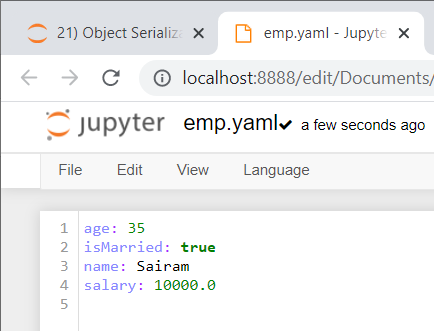 21) Object Serializa
emp.yaml - Jupyte
localhost:8888/edit/Documents/
jupyter emp.yaml a few seconds ago
File Edit View Language
1 age: 35
2 isMarried: true
3 name: Sairam
4 salary: 10000.0
5